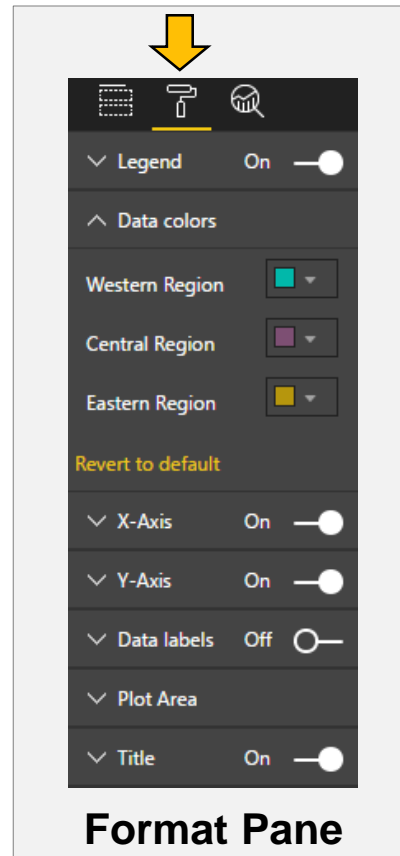 Legend On
Data colors
Western Region
Central Region
Eastern Region
Revert to default
X-Axis On
Y-Axis On
Data labels Off
Plot Area
Title On
Format Pane